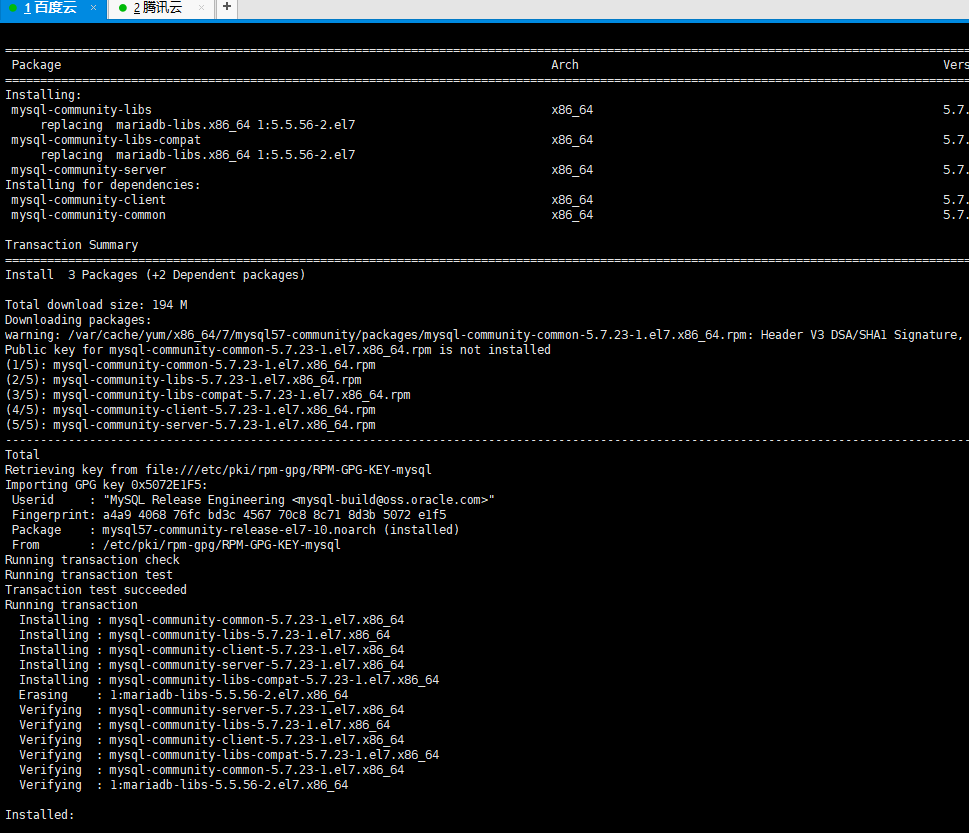 1 百度云 × 2 腾讯云 × +
Package Arch Vers
Installing:
mysql-community-libs x86_64 5.7.
replacing mariadb-libs.x86_64 1:5.5.56-2.el7
mysql-community-libs-compat x86_64 5.7.
replacing mariadb-libs.x86_64 1:5.5.56-2.el7
mysql-community-server x86_64 5.7.
Installing for dependencies:
mysql-community-client x86_64 5.7.
mysql-community-common x86_64 5.7.
Transaction Summary
Install 3 Packages (+2 Dependent packages)
Total download size: 194 M
Downloading packages:
warning: /var/cache/yum/x86_64/7/mysql57-community/packages/mysql-community-common-5.7.23-1.el7.x86_64.rpm: Header V3 DSA/SHA1 Signature,
Public key for mysql-community-common-5.7.23-1.el7.x86_64.rpm is not installed
(1/5): mysql-community-common-5.7.23-1.el7.x86_64.rpm
(2/5): mysql-community-libs-5.7.23-1.el7.x86_64.rpm
(3/5): mysql-community-libs-compat-5.7.23-1.el7.x86_64.rpm
(4/5): mysql-community-client-5.7.23-1.el7.x86_64.rpm
(5/5): mysql-community-server-5.7.23-1.el7.x86_64.rpm
Total
Retrieving key from file:///etc/pki/rpm-gpg/RPM-GPG-KEY-mysql
Importing GPG key 0x5072E1F5:
Userid : "MySQL Release Engineering <mysql-build@oss.oracle.com>"
Fingerprint: a4a9 4068 76fc bd3c 4567 70c8 8c71 8d3b 5072 e1f5
Package : mysql57-community-release-el7-10.noarch (installed)
From : /etc/pki/rpm-gpg/RPM-GPG-KEY-mysql
Running transaction check
Running transaction test
Transaction test succeeded
Running transaction
Installing : mysql-community-common-5.7.23-1.el7.x86_64
Installing : mysql-community-libs-5.7.23-1.el7.x86_64
Installing : mysql-community-client-5.7.23-1.el7.x86_64
Installing : mysql-community-server-5.7.23-1.el7.x86_64
Installing : mysql-community-libs-compat-5.7.23-1.el7.x86_64
Erasing : 1:mariadb-libs-5.5.56-2.el7.x86_64
Verifying : mysql-community-server-5.7.23-1.el7.x86_64
Verifying : mysql-community-libs-5.7.23-1.el7.x86_64
Verifying : mysql-community-client-5.7.23-1.el7.x86_64
Verifying : mysql-community-libs-compat-5.7.23-1.el7.x86_64
Verifying : mysql-community-common-5.7.23-1.el7.x86_64
Verifying : 1:mariadb-libs-5.5.56-2.el7.x86_64
Installed: